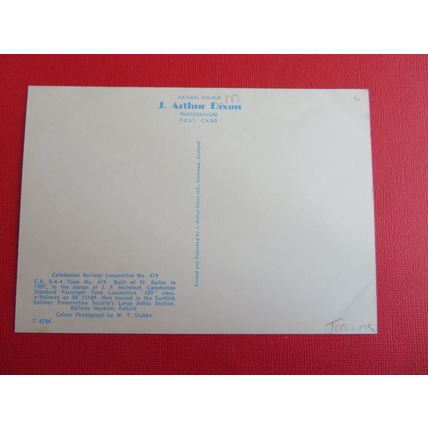 NATURAL COLOUR
J. Arthur Dixon
PHOTOGRAVURE
POST CARD
Printed and Published by J. Arthur Dixon Ltd., Inverness, Scotland
Caledonian Railway Locomotive No. 419
C.R. 0-4-4 Tank No. 419. Built at St. Rollox in
1907, to the design of J. F. McIntosh. Caledonian
Standard Passenger Tank Locomotive "439" class.
withdrawn as BR 55189. Now housed in the Scottish
Railway Preservation Society's Large Relics Section,
Railway Museum, Falkirk
Colour Photograph by W. T. Stubbs
T. 6706
Trains